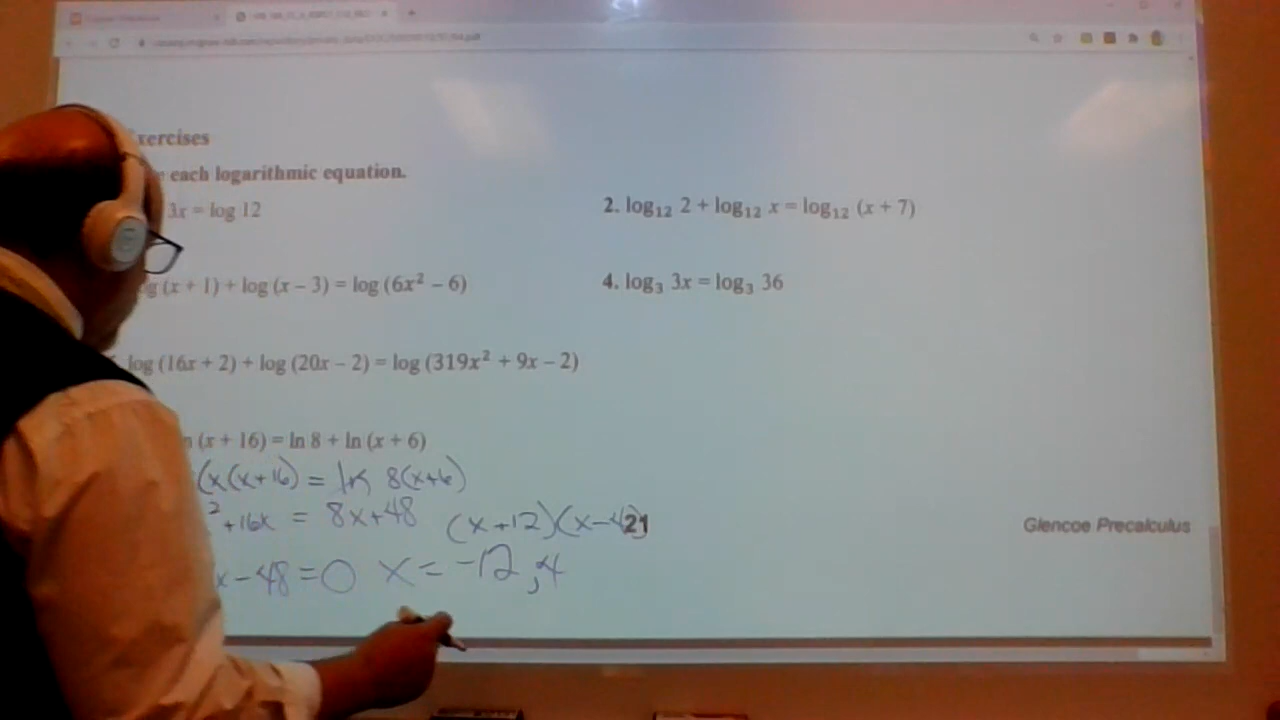 xercises
each logarithmic equation.
3x = log 12
2. log₁₂ 2 + log₁₂ x = log₁₂ (x + 7)
g (x + 1) + log (x − 3) = log (6x² − 6)
4. log₃ 3x = log₃ 36
log (16x + 2) + log (20x − 2) = log (319x² + 9x − 2)
n (x + 16) = ln 8 + ln (x + 6)
(x(x+16) = ln 8(x+6)
² +16x = 8x+48
(x+12)(x−4)
21
Glencoe Precalculus
x −48 = 0 x = −12, 4